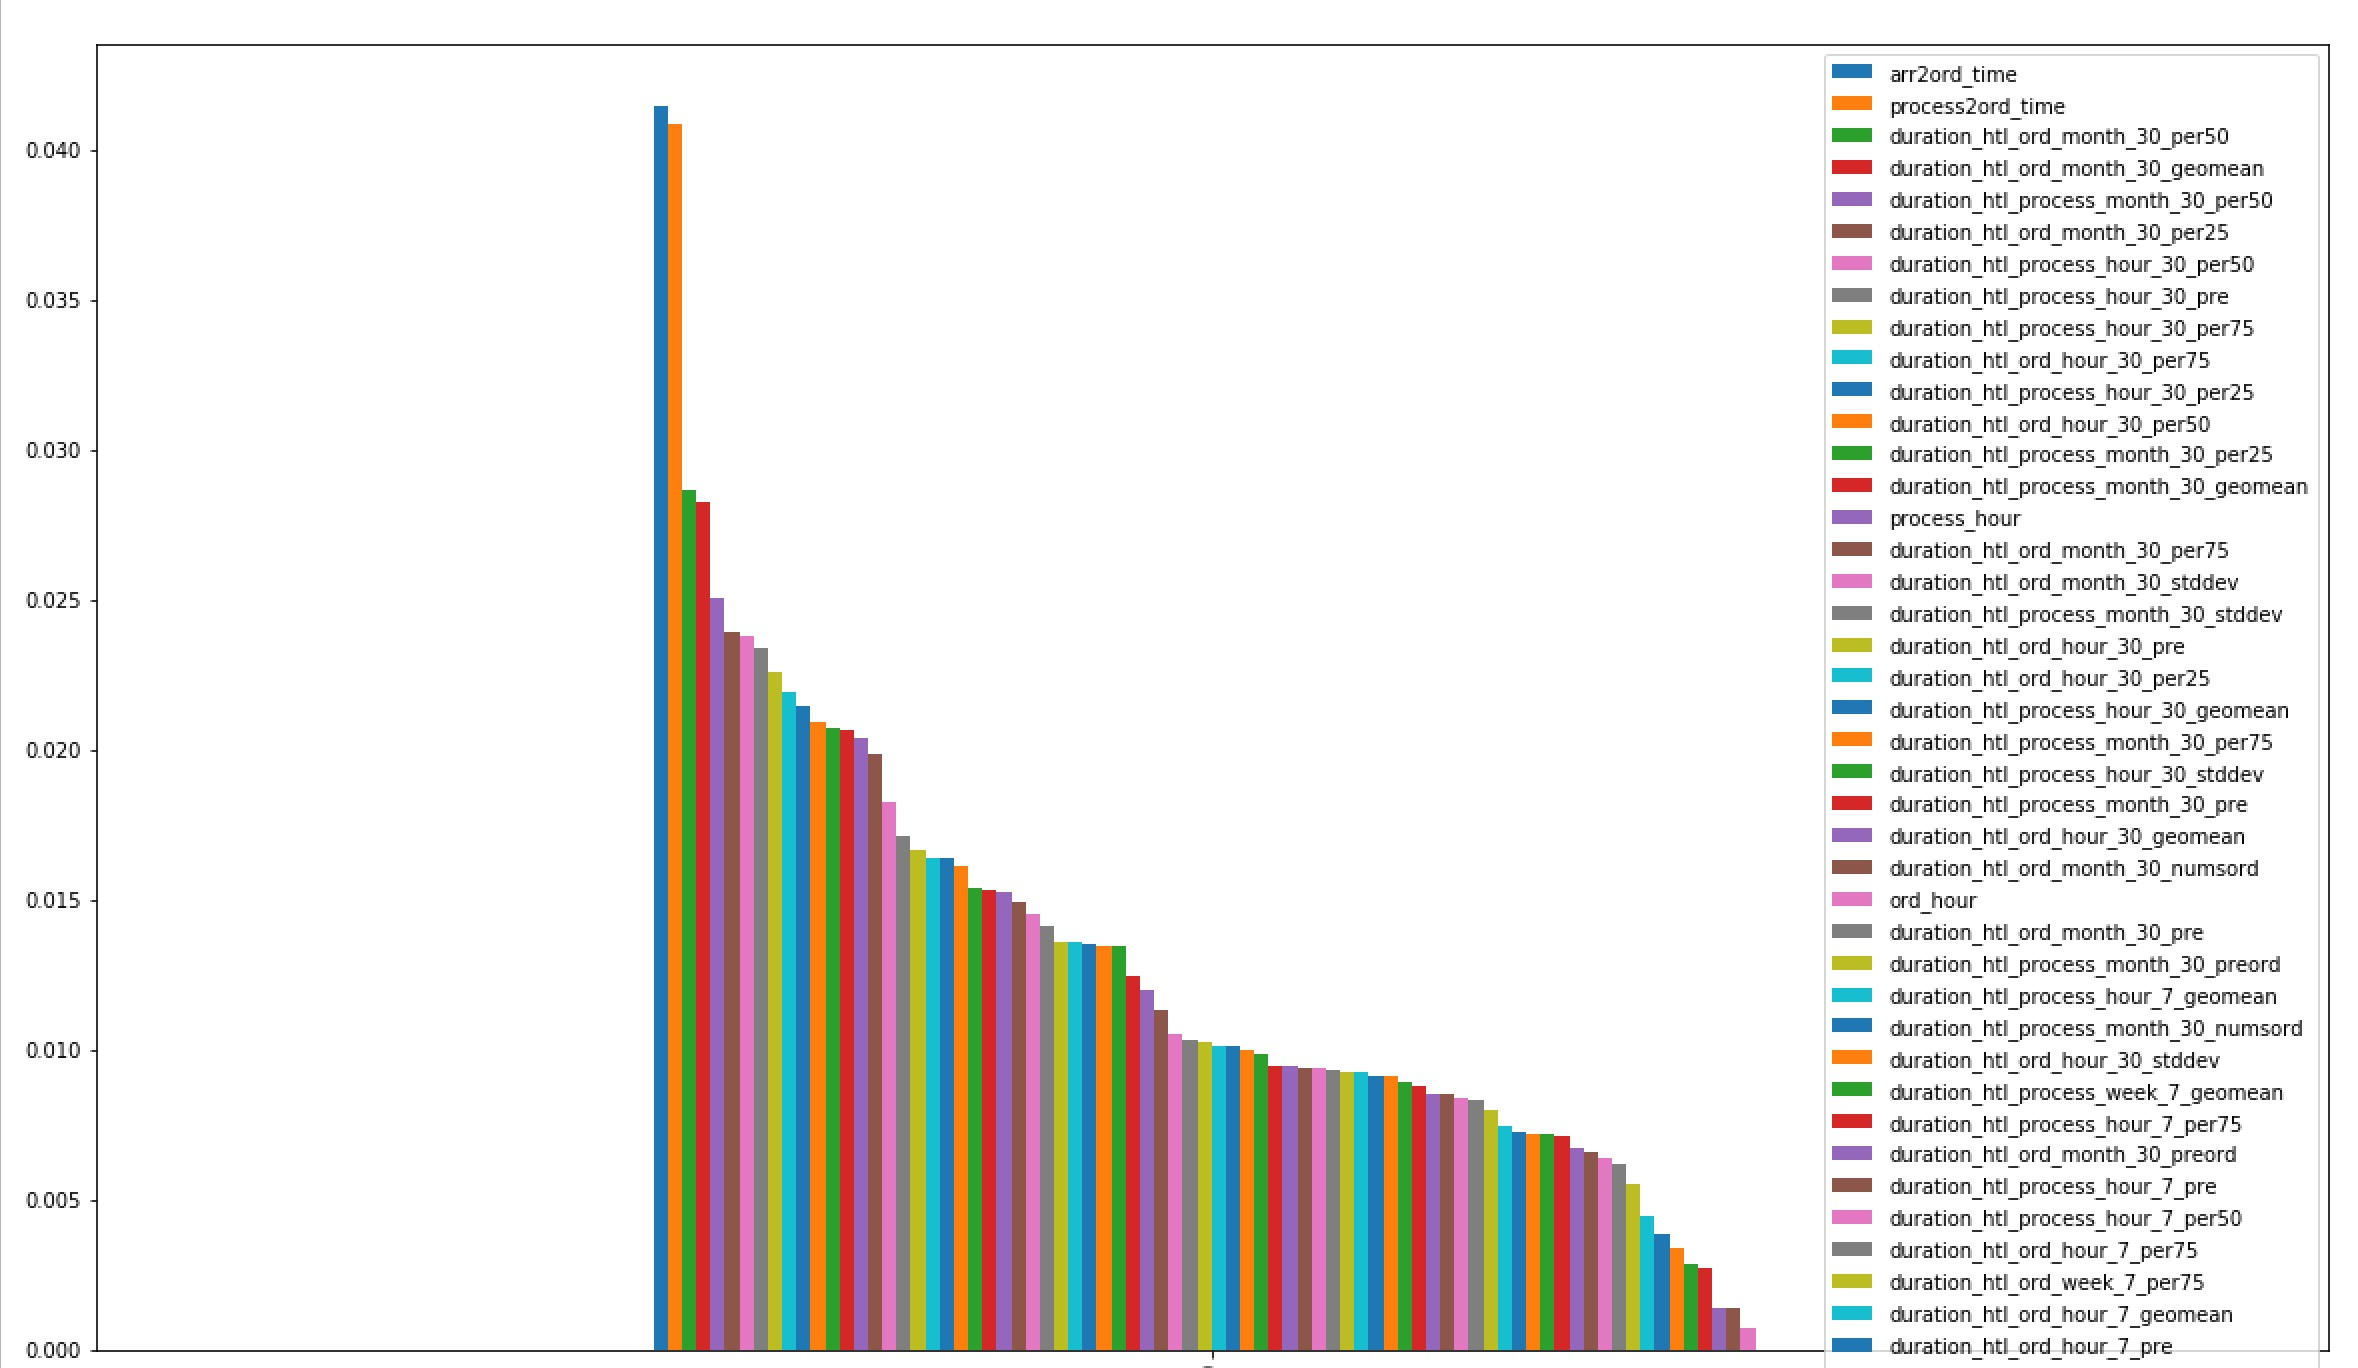 0.040
0.035
0.030
0.025
0.020
0.015
0.010
0.005
0.000
arr2ord_time
process2ord_time
duration_htl_ord_month_30_per50
duration_htl_ord_month_30_geomean
duration_htl_process_month_30_per50
duration_htl_ord_month_30_per25
duration_htl_process_hour_30_per50
duration_htl_process_hour_30_pre
duration_htl_process_hour_30_per75
duration_htl_ord_hour_30_per75
duration_htl_process_hour_30_per25
duration_htl_ord_hour_30_per50
duration_htl_process_month_30_per25
duration_htl_process_month_30_geomean
process_hour
duration_htl_ord_month_30_per75
duration_htl_ord_month_30_stddev
duration_htl_process_month_30_stddev
duration_htl_ord_hour_30_pre
duration_htl_ord_hour_30_per25
duration_htl_process_hour_30_geomean
duration_htl_process_month_30_per75
duration_htl_process_hour_30_stddev
duration_htl_process_month_30_pre
duration_htl_ord_hour_30_geomean
duration_htl_ord_month_30_numsord
ord_hour
duration_htl_ord_month_30_pre
duration_htl_process_month_30_preord
duration_htl_process_hour_7_geomean
duration_htl_process_month_30_numsord
duration_htl_ord_hour_30_stddev
duration_htl_process_week_7_geomean
duration_htl_process_hour_7_per75
duration_htl_ord_month_30_preord
duration_htl_process_hour_7_pre
duration_htl_process_hour_7_per50
duration_htl_ord_hour_7_per75
duration_htl_ord_week_7_per75
duration_htl_ord_hour_7_geomean
duration_htl_ord_hour_7_pre